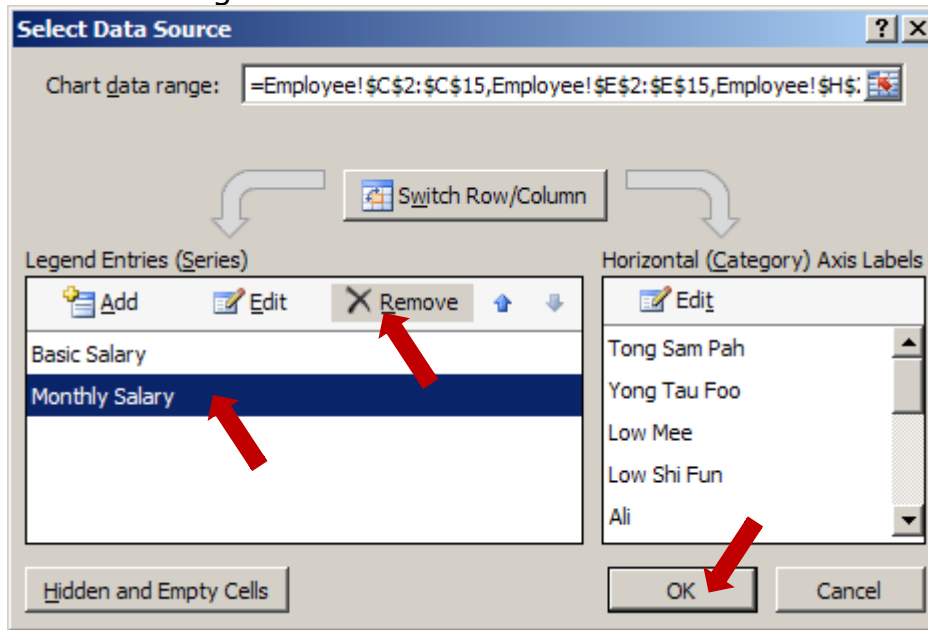 Select Data Source
Chart data range: =Employee!$C$2:$C$15,Employee!$E$2:$E$15,Employee!$H$
Switch Row/Column
Legend Entries (Series)
Horizontal (Category) Axis Labels
Add Edit Remove
Edit
Basic Salary
Monthly Salary
Tong Sam Pah
Yong Tau Foo
Low Mee
Low Shi Fun
Ali
Hidden and Empty Cells
OK Cancel